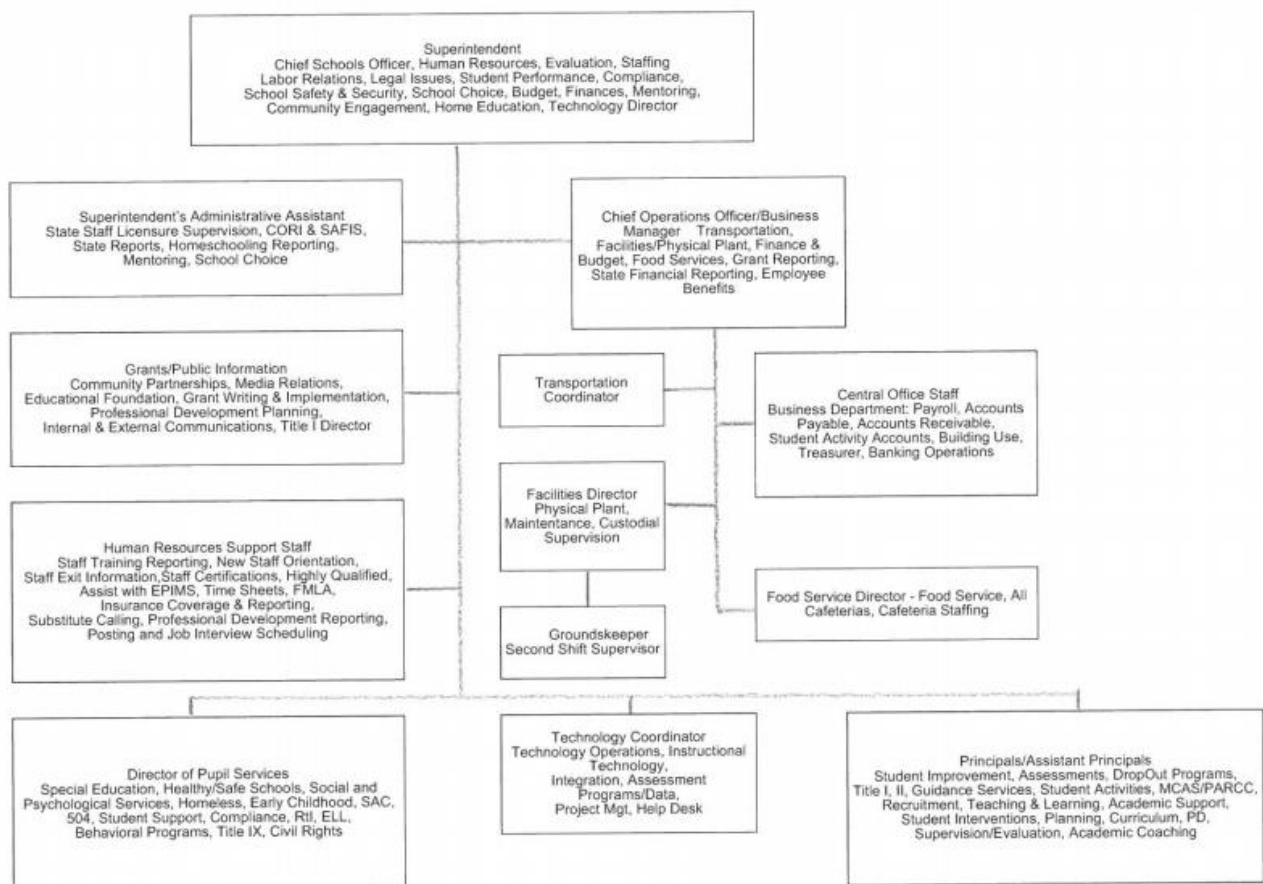 Superintendent
Chief Schools Officer, Human Resources, Evaluation, Staffing
Labor Relations, Legal Issues, Student Performance, Compliance,
School Safety & Security, School Choice, Budget, Finances, Mentoring,
Community Engagement, Home Education, Technology Director
Superintendent's Administrative Assistant
State Staff Licensure Supervision, CORI & SAFIS,
State Reports, Homeschooling Reporting,
Mentoring, School Choice
Chief Operations Officer/Business
Manager Transportation,
Facilities/Physical Plant, Finance &
Budget, Food Services, Grant Reporting,
State Financial Reporting, Employee
Benefits
Grants/Public Information
Community Partnerships, Media Relations,
Educational Foundation, Grant Writing & Implementation,
Professional Development Planning,
Internal & External Communications, Title I Director
Transportation
Coordinator
Central Office Staff
Business Department: Payroll, Accounts
Payable, Accounts Receivable,
Student Activity Accounts, Building Use,
Treasurer, Banking Operations
Facilities Director
Physical Plant,
Maintentance, Custodial
Supervision
Human Resources Support Staff
Staff Training Reporting, New Staff Orientation,
Staff Exit Information,Staff Certifications, Highly Qualified,
Assist with EPIMS, Time Sheets, FMLA,
Insurance Coverage & Reporting,
Substitute Calling, Professional Development Reporting,
Posting and Job Interview Scheduling
Food Service Director - Food Service, All
Cafeterias, Cafeteria Staffing
Groundskeeper
Second Shift Supervisor
Director of Pupil Services
Special Education, Healthy/Safe Schools, Social and
Psychological Services, Homeless, Early Childhood, SAC,
504, Student Support, Compliance, RtI, ELL,
Behavioral Programs, Title IX, Civil Rights
Technology Coordinator
Technology Operations, Instructional
Technology,
Integration, Assessment
Programs/Data,
Project Mgt, Help Desk
Principals/Assistant Principals
Student Improvement, Assessments, DropOut Programs,
Title I, II, Guidance Services, Student Activities, MCAS/PARCC,
Recruitment, Teaching & Learning, Academic Support,
Student Interventions, Planning, Curriculum, PD,
Supervision/Evaluation, Academic Coaching